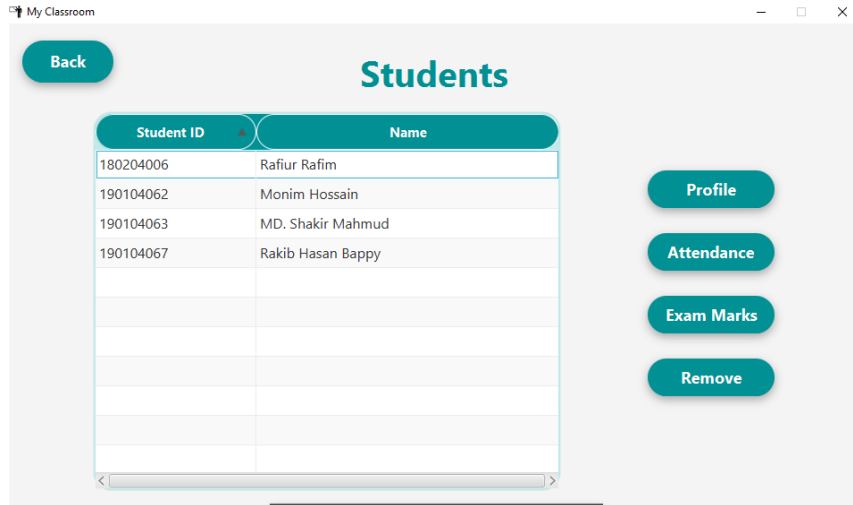 My Classroom
Back
Students
Student ID Name
180204006 Rafiur Rafim
190104062 Monim Hossain
190104063 MD. Shakir Mahmud
190104067 Rakib Hasan Bappy
Profile
Attendance
Exam Marks
Remove